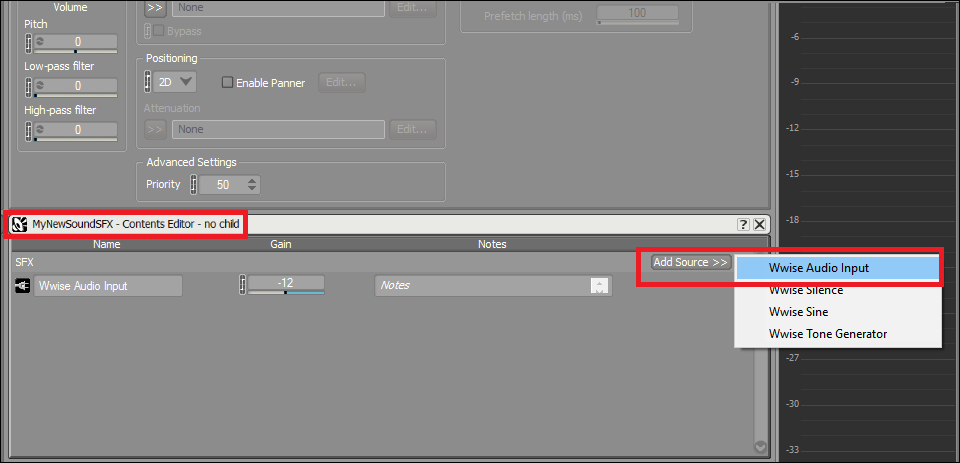 Volume
>> None Edit...
Prefetch length (ms) 100
Bypass
Pitch
0
Low-pass filter
0
High-pass filter
0
Positioning
2D Enable Panner Edit...
Attenuation
>> None Edit...
Advanced Settings
Priority 50
-6
-9
-12
-15
-18
-27
-30
-33
MyNewSoundSFX - Contents Editor - no child ?
Name Gain Notes
SFX Add Source >>
Wwise Audio Input -12 Notes
Wwise Audio Input
Wwise Silence
Wwise Sine
Wwise Tone Generator